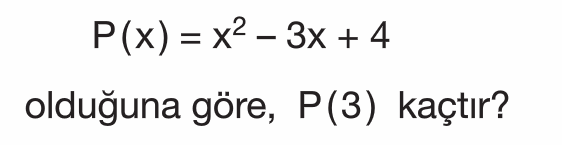 P(x) = x² – 3x + 4
olduğuna göre, P(3) kaçtır?